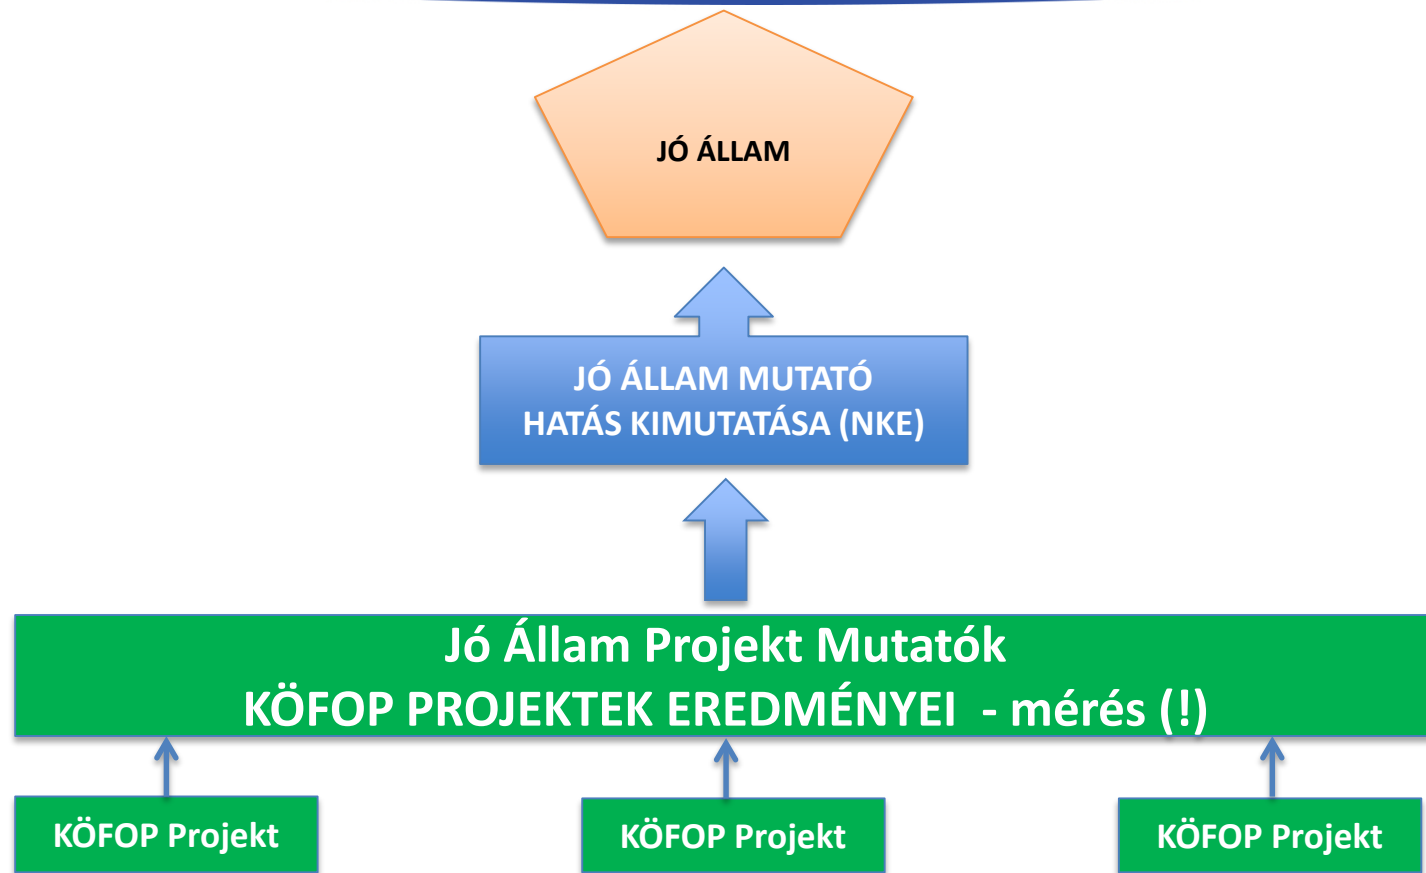 JÓ ÁLLAM
JÓ ÁLLAM MUTATÓ
HATÁS KIMUTATÁSA (NKE)
Jó Állam Projekt Mutatók
KÖFOP PROJEKTEK EREDMÉNYEI - mérés (!)
KÖFOP Projekt
KÖFOP Projekt
KÖFOP Projekt